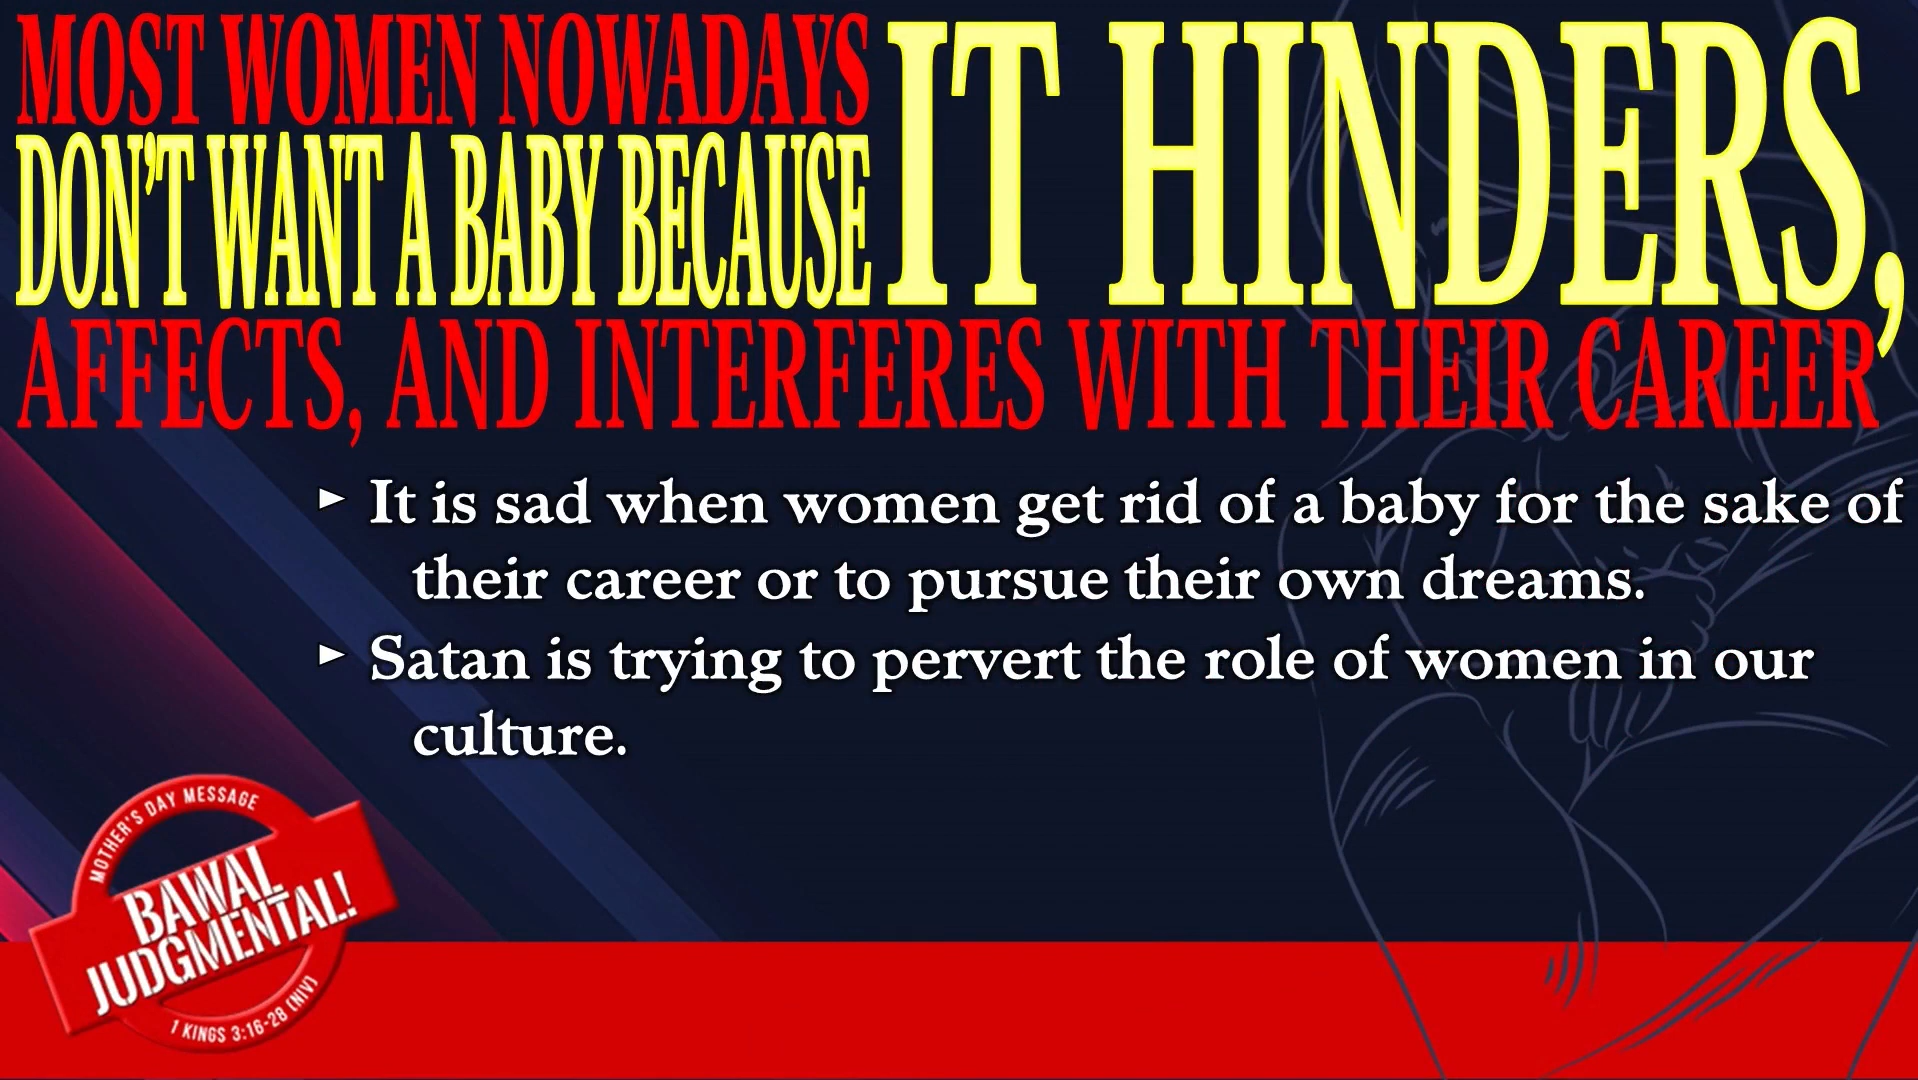 MOST WOMEN NOWADAYS
DON'T WANT A BABY BECAUSE
IT HINDERS,
AFFECTS, AND INTERFERES WITH THEIR CAREER
► It is sad when women get rid of a baby for the sake of
their career or to pursue their own dreams.
► Satan is trying to pervert the role of women in our
culture.
MOTHER'S DAY MESSAGE
BAWAL
JUDGMENTAL!
1 KINGS 3:16-28 (NIV)